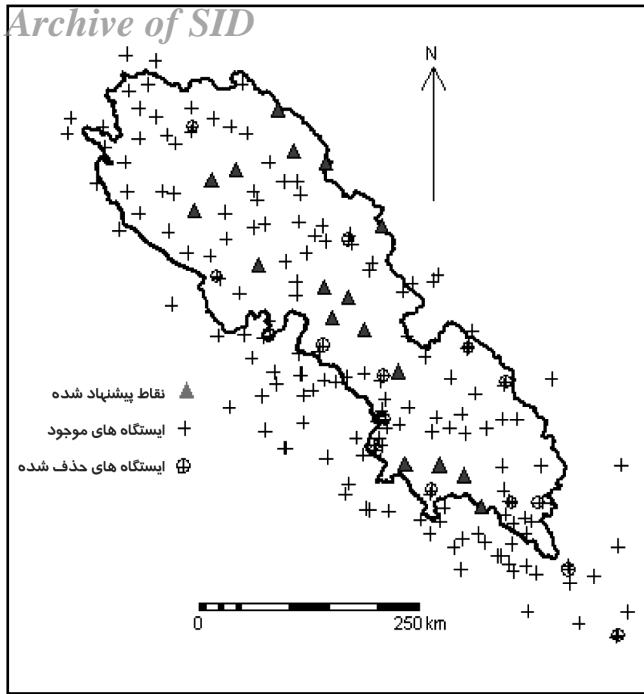 Archive of SID
N
نقاط پیشنهاد شده
ایستگاه های موجود
ایستگاه های حذف شده
0 250 km